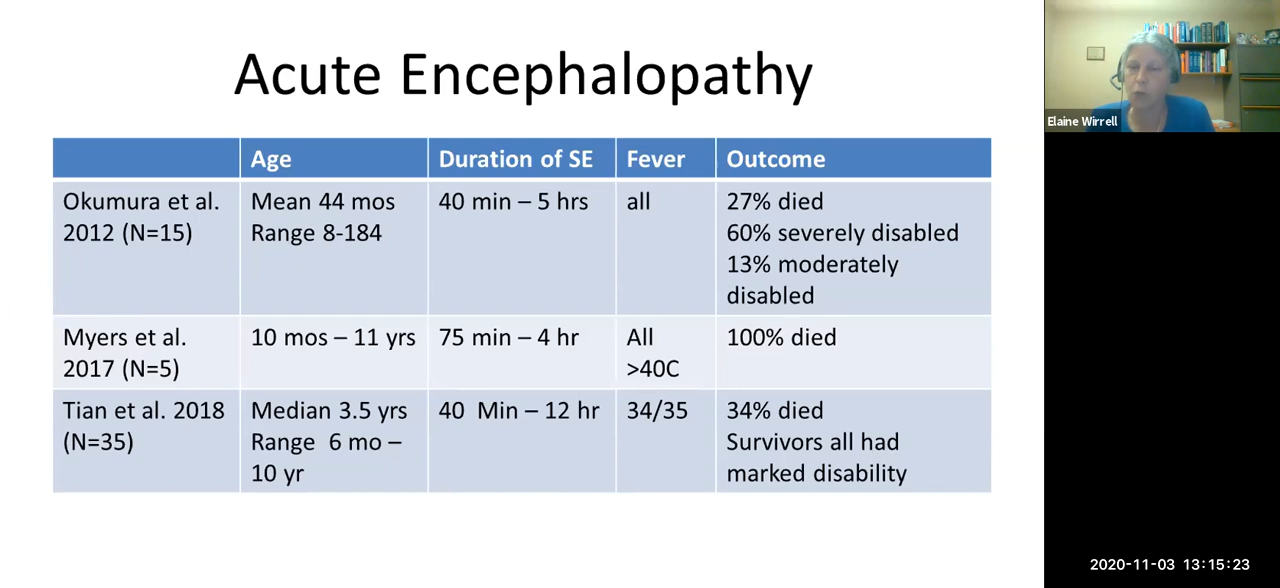 Acute Encephalopathy
Age
Duration of SE
Fever
Outcome
Okumura et al.
2012 (N=15)
Mean 44 mos
Range 8-184
40 min – 5 hrs
all
27% died
60% severely disabled
13% moderately
disabled
Myers et al.
2017 (N=5)
10 mos – 11 yrs
75 min – 4 hr
All
>40C
100% died
Tian et al. 2018
(N=35)
Median 3.5 yrs
Range  6 mo –
10 yr
40  Min – 12 hr
34/35
34% died
Survivors all had
marked disability
Elaine Wirrell
2020-11-03 13:15:23